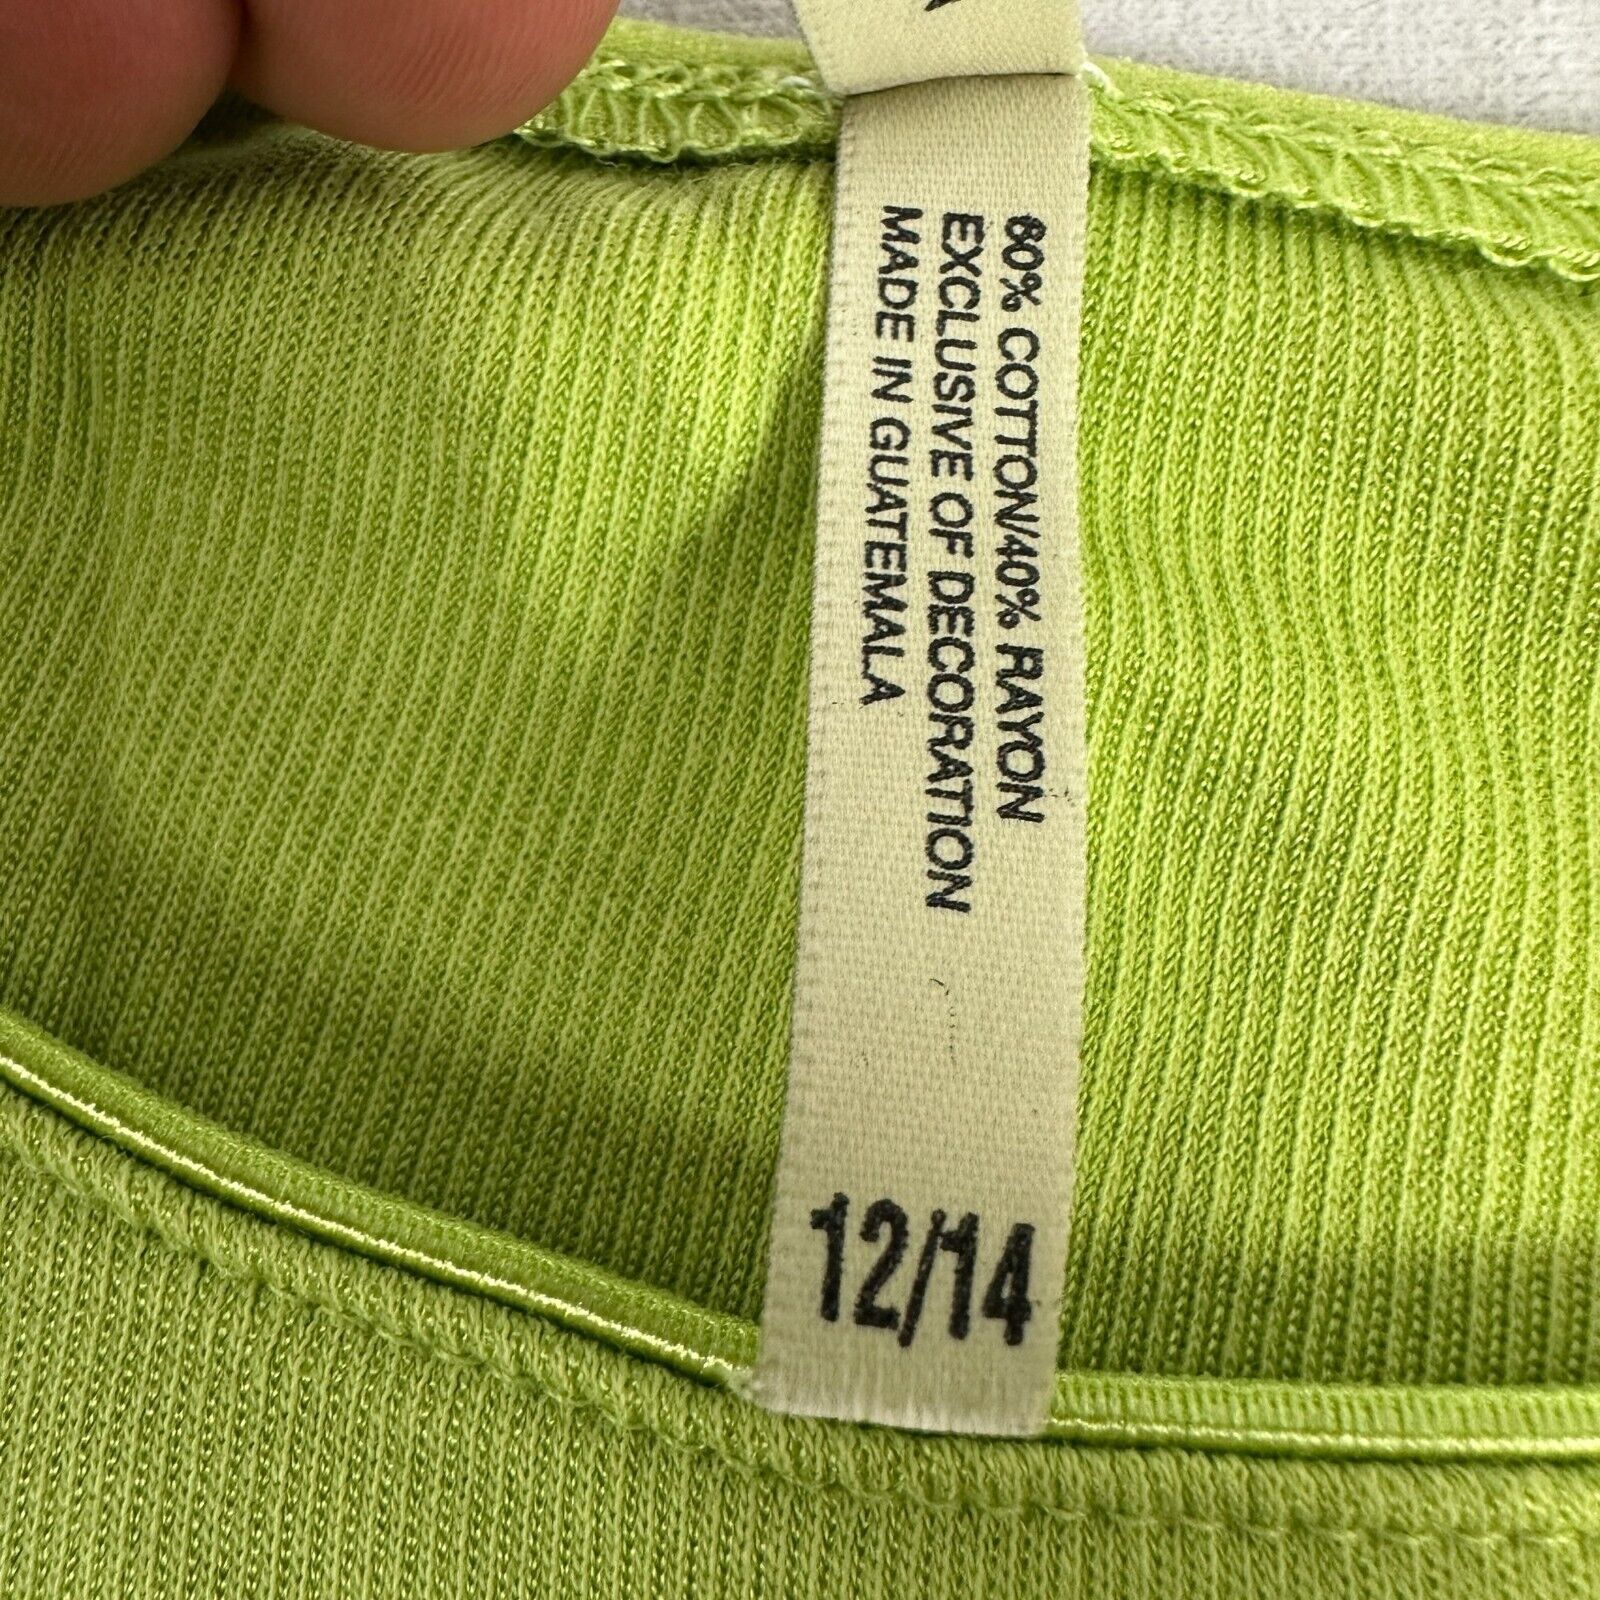 60% COTTON/40% RAYON
EXCLUSIVE OF DECORATION
MADE IN GUATEMALA
12/14